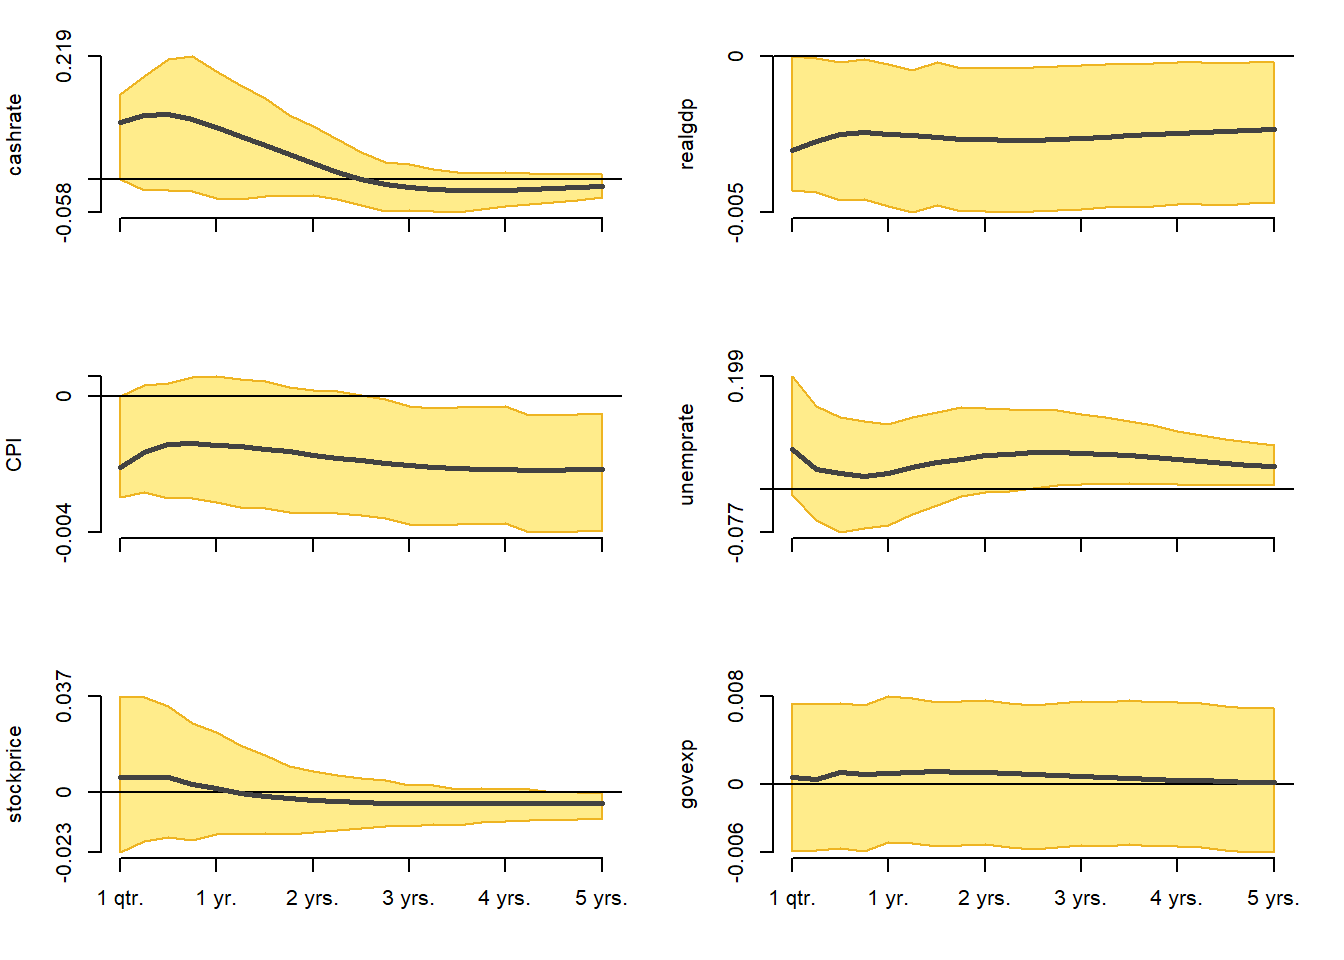 cashrate
0.219
-0.058
realgdp
0
-0.005
CPI
0
-0.004
unemprate
0.199
-0.077
stockprice
0.037
0
-0.023
govexp
0.008
0
-0.006
1 qtr. 1 yr. 2 yrs. 3 yrs. 4 yrs. 5 yrs.
1 qtr. 1 yr. 2 yrs. 3 yrs. 4 yrs. 5 yrs.